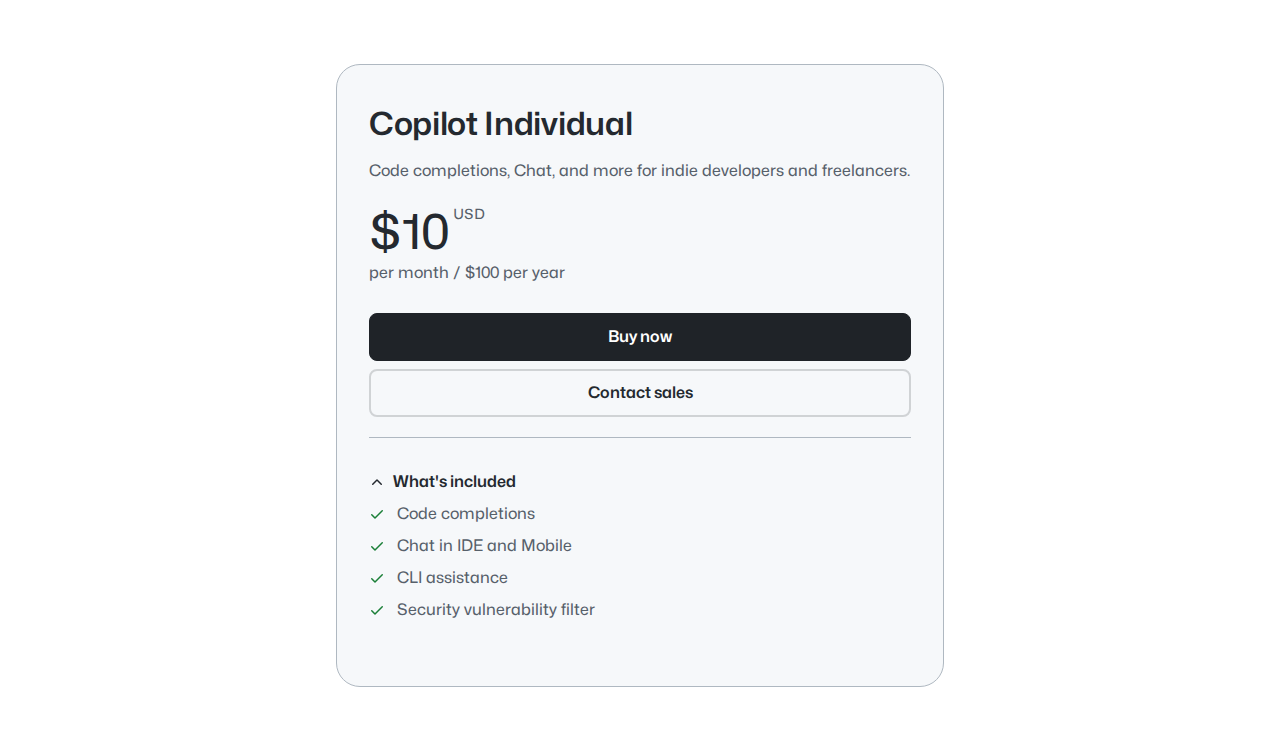 Copilot Individual
Code completions, Chat, and more for indie developers and freelancers.
$10 USD
per month / $100 per year
Buy now
Contact sales
What's included
Code completions
Chat in IDE and Mobile
CLI assistance
Security vulnerability filter